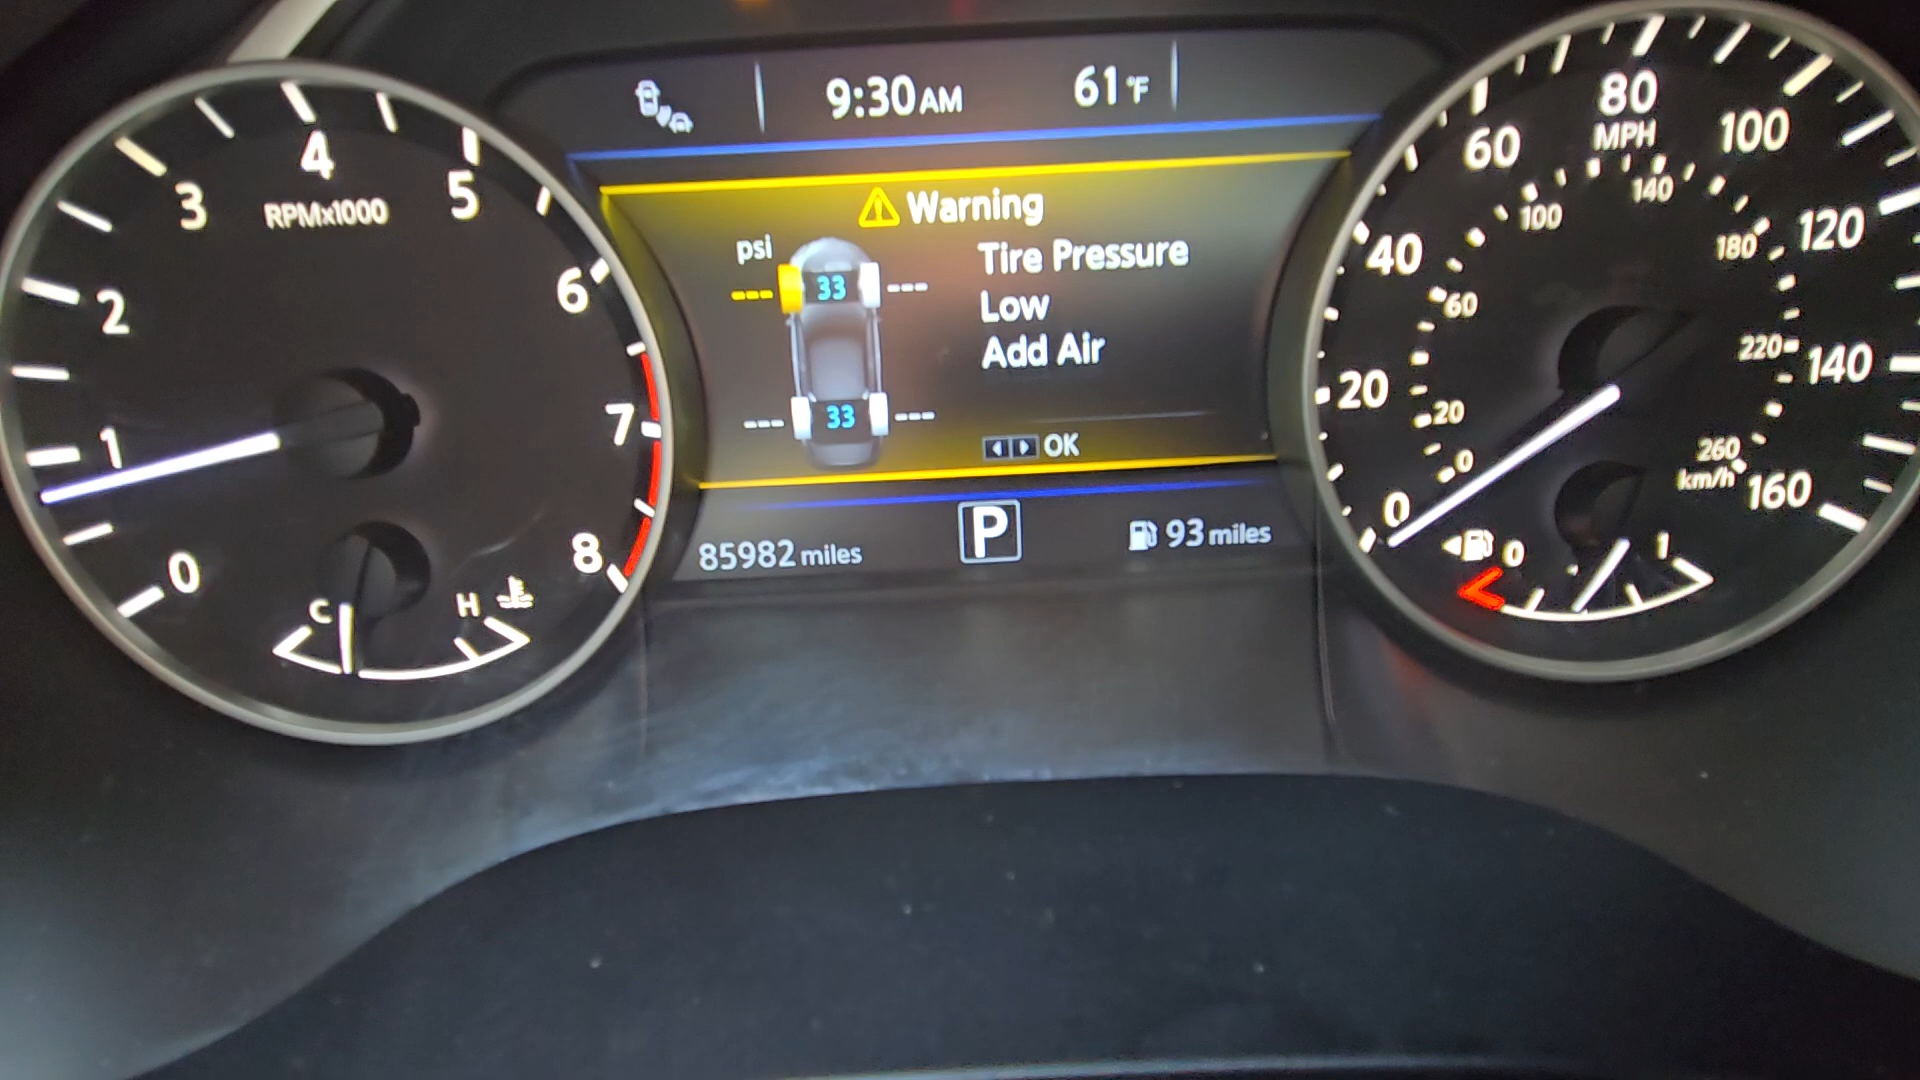 9:30 AM 61°F
Warning
psi
Tire Pressure
Low
Add Air
--- 33 ---
--- 33 ---
OK
85982 miles
P
93 miles
0
1
2
3
4
5
6
7
8
RPMx1000
C H
0
20
40
60
80
100
120
140
160
MPH
0
20
60
100
140
180
220
260
km/h
0 1